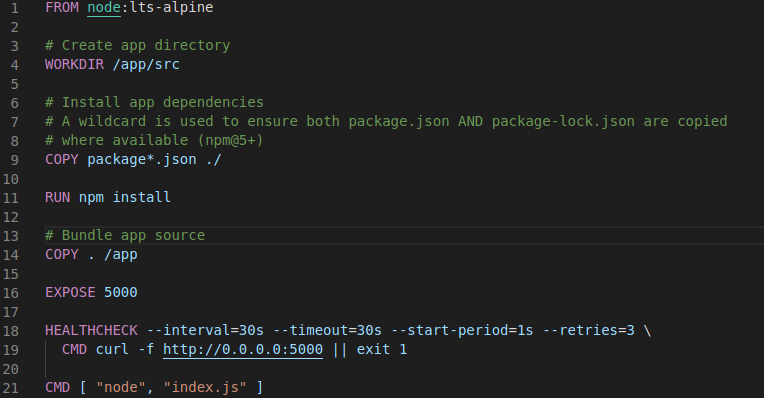 1 FROM node:lts-alpine
2
3 # Create app directory
4 WORKDIR /app/src
5
6 # Install app dependencies
7 # A wildcard is used to ensure both package.json AND package-lock.json are copied
8 # where available (npm@5+)
9 COPY package*.json ./
10
11 RUN npm install
12
13 # Bundle app source
14 COPY . /app
15
16 EXPOSE 5000
17
18 HEALTHCHECK --interval=30s --timeout=30s --start-period=1s --retries=3 \
19   CMD curl -f http://0.0.0.0:5000 || exit 1
20
21 CMD [ "node", "index.js" ]